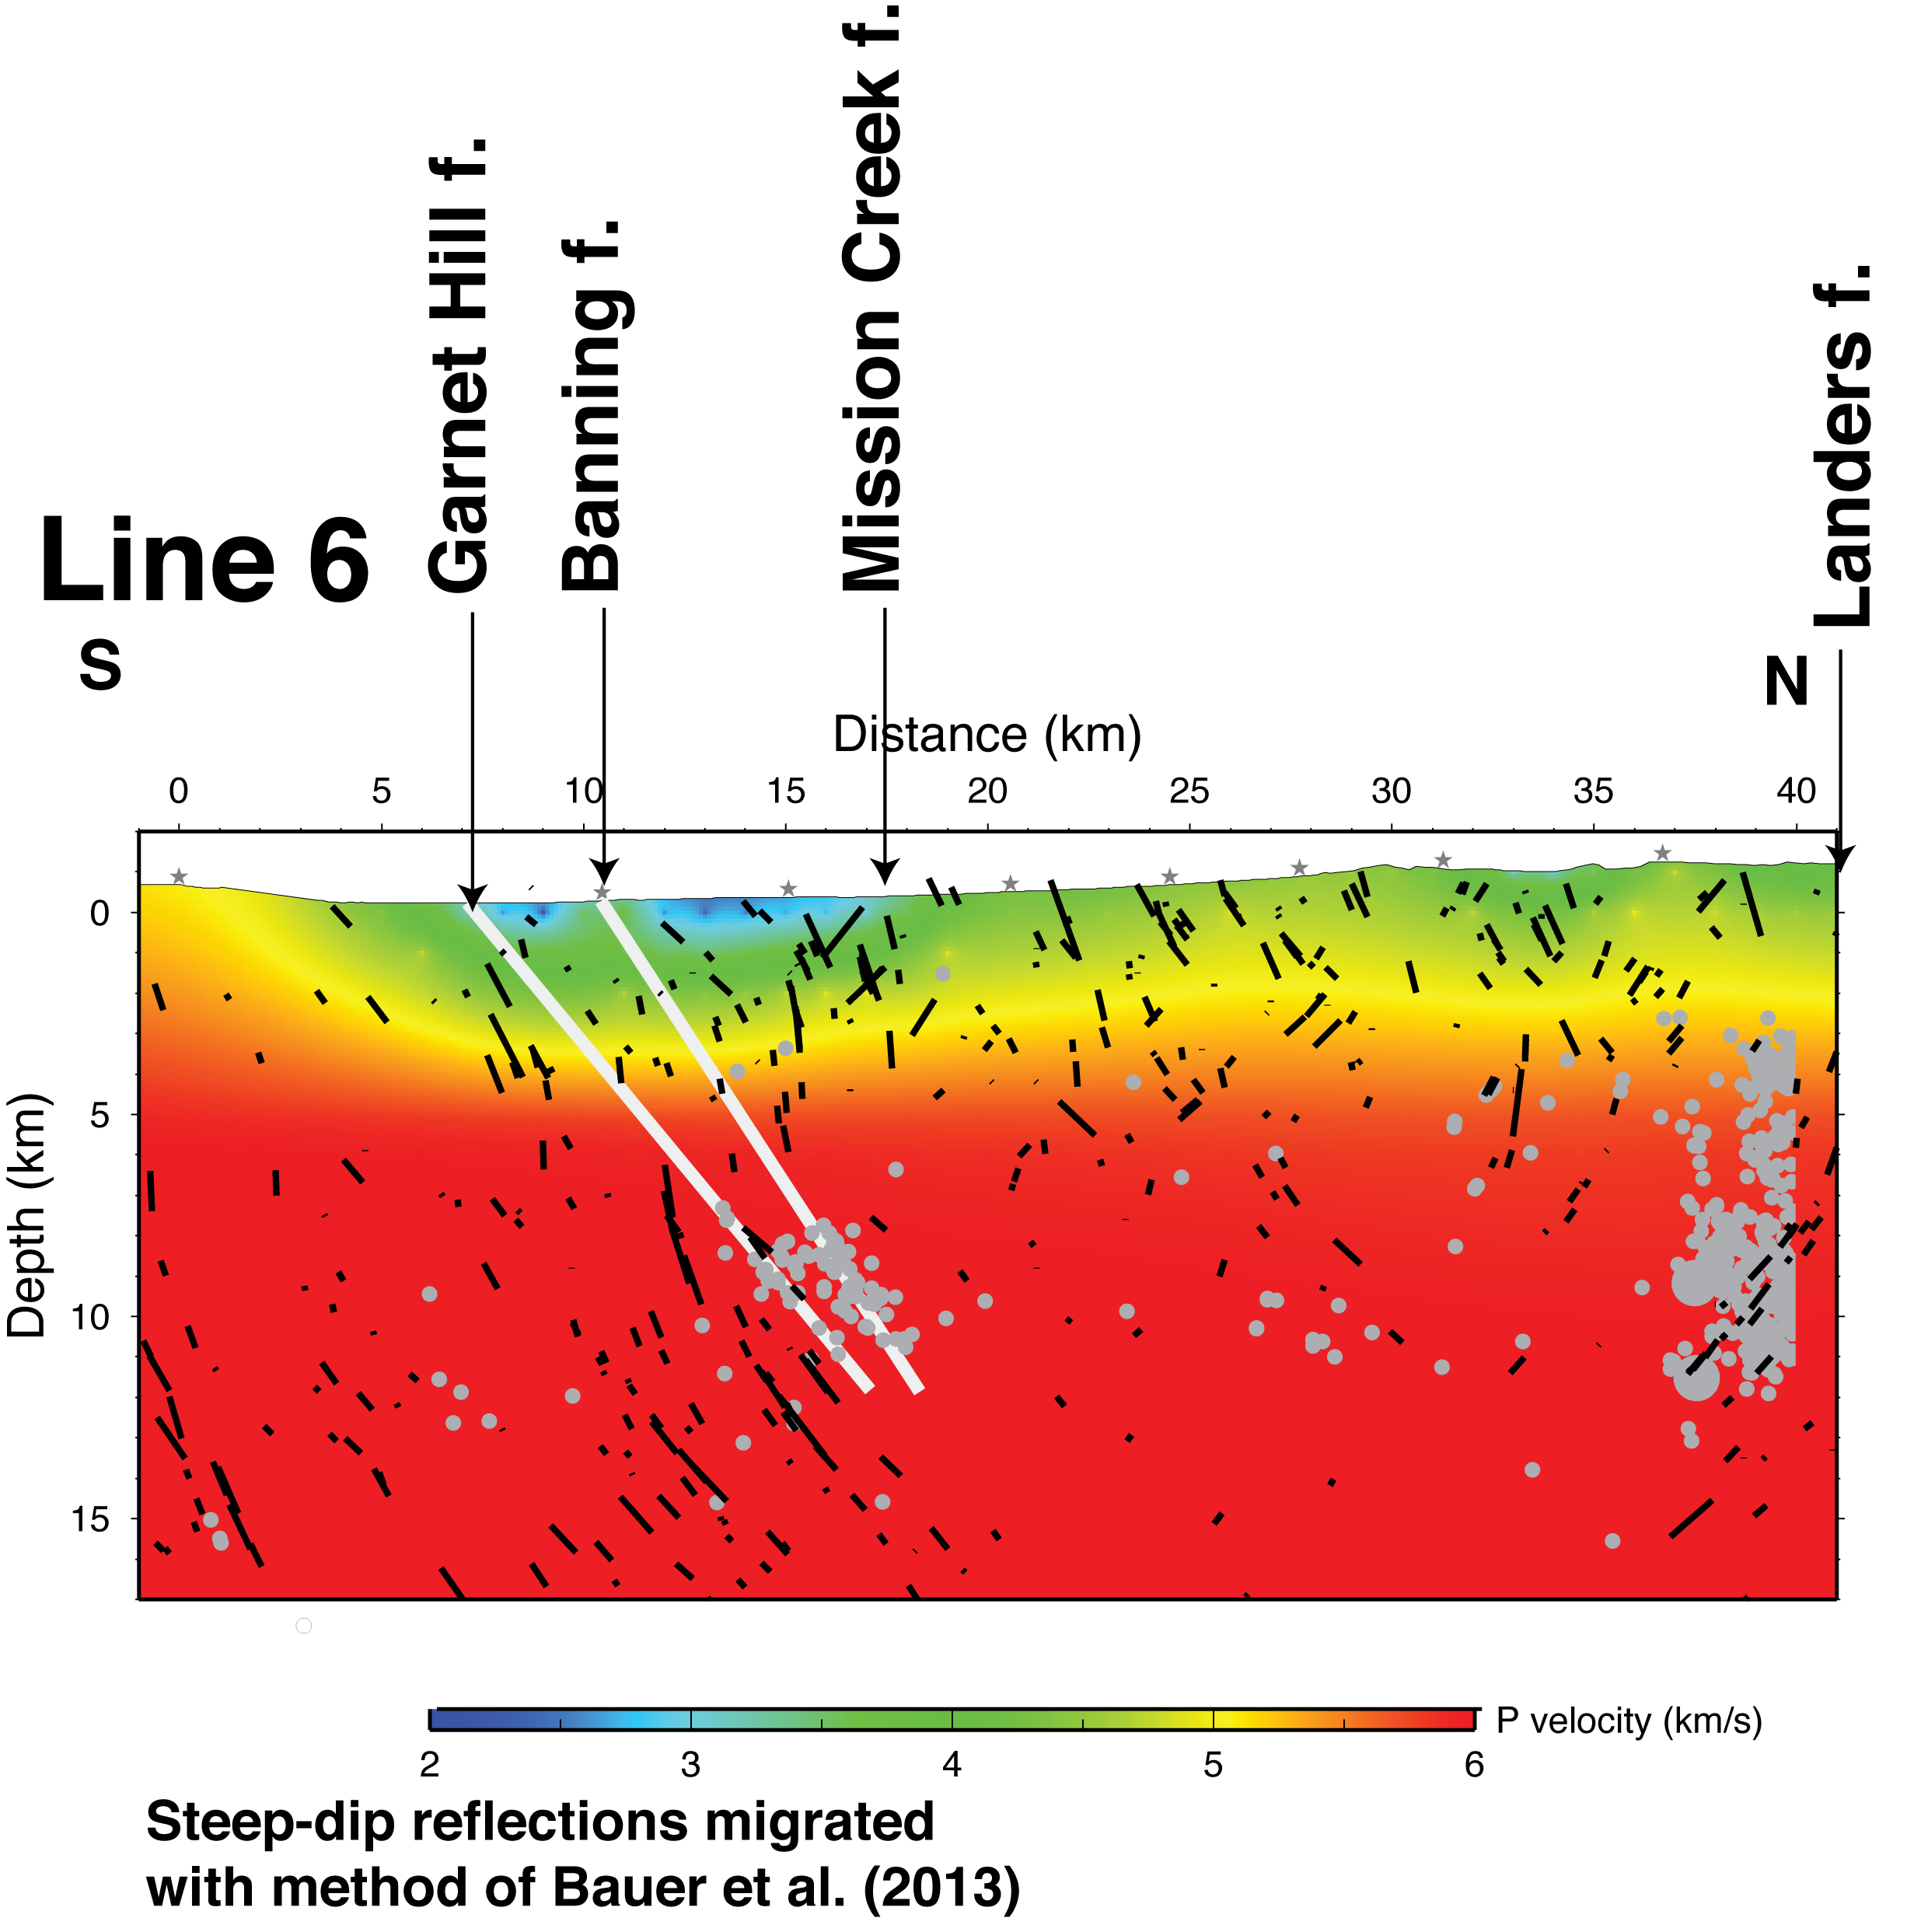 Garnet Hill f.
Banning f.
Mission Creek f.
Landers f.
Line 6
S
N
Distance (km)
0 5 10 15 20 25 30 35 40
Depth (km)
0
5
10
15
P velocity (km/s)
2 3 4 5 6
Steep-dip reflections migrated
with method of Bauer et al. (2013)